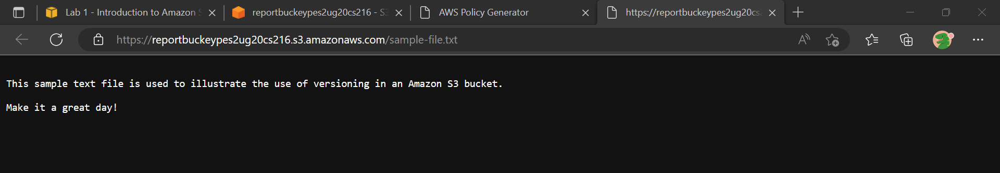 Lab 1 - Introduction to Amazon S
reportbuckeypes2ug20cs216 - S3
AWS Policy Generator
https://reportbuckeypes2ug20cs2
https://reportbuckeypes2ug20cs216.s3.amazonaws.com/sample-file.txt
This sample text file is used to illustrate the use of versioning in an Amazon S3 bucket.
Make it a great day!